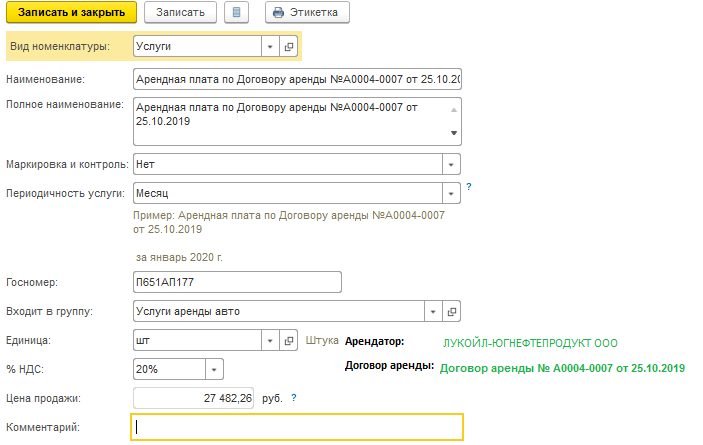 Записать и закрыть Записать Этикетка
Вид номенклатуры: Услуги
Наименование: Арендная плата по Договору аренды №А0004-0007 от 25.10.20
Полное наименование: Арендная плата по Договору аренды №А0004-0007 от
25.10.2019
Маркировка и контроль: Нет
Периодичность услуги: Месяц ?
Пример: Арендная плата по Договору аренды №А0004-0007
от 25.10.2019
за январь 2020 г.
Госномер: П651АП177
Входит в группу: Услуги аренды авто
Единица: шт Штука Арендатор: ЛУКОЙЛ-ЮГНЕФТЕПРОДУКТ ООО
Договор аренды: Договор аренды № А0004-0007 от 25.10.2019
% НДС: 20%
Цена продажи: 27 482,26 руб. ?
Комментарий: